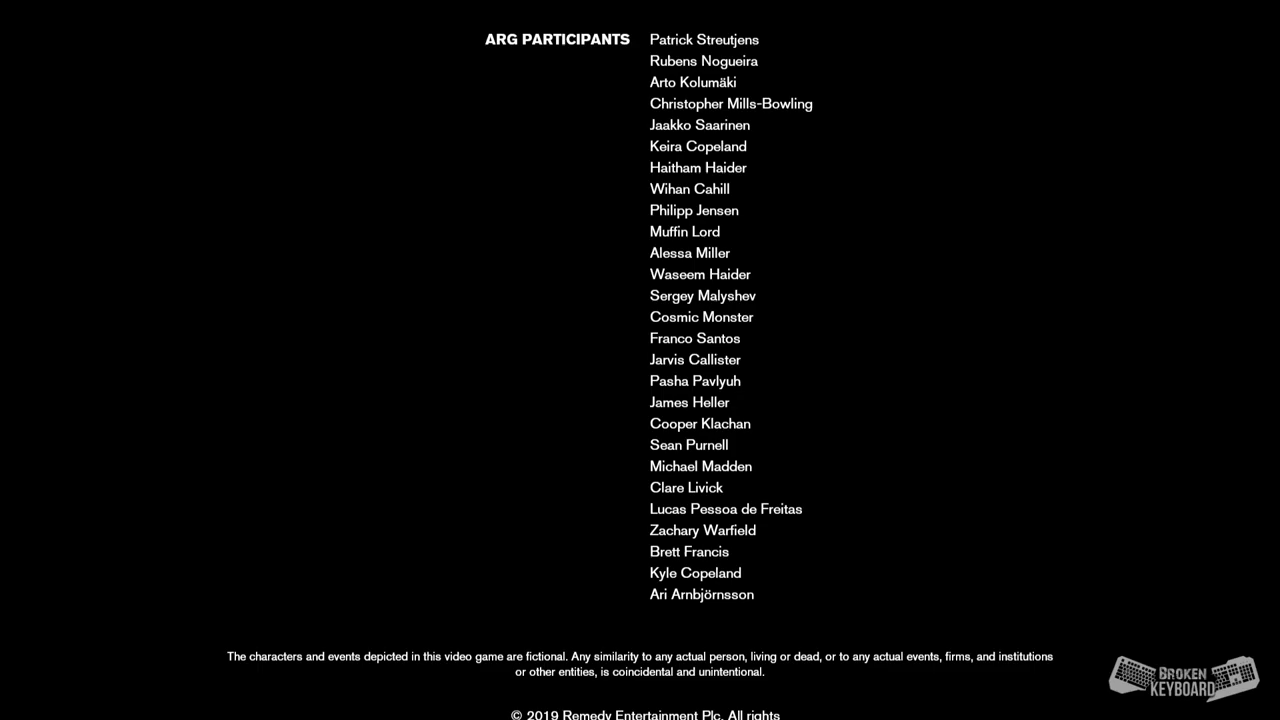 ARG PARTICIPANTS Patrick Streutjens
Rubens Nogueira
Arto Kolumäki
Christopher Mills-Bowling
Jaakko Saarinen
Keira Copeland
Haitham Haider
Wihan Cahill
Philipp Jensen
Muffin Lord
Alessa Miller
Waseem Haider
Sergey Malyshev
Cosmic Monster
Franco Santos
Jarvis Callister
Pasha Pavlyuh
James Heller
Cooper Klachan
Sean Purnell
Michael Madden
Clare Livick
Lucas Pessoa de Freitas
Zachary Warfield
Brett Francis
Kyle Copeland
Ari Arnbjörnsson
The characters and events depicted in this video game are fictional. Any similarity to any actual person, living or dead, or to any actual events, firms, and institutions
or other entities, is coincidental and unintentional.
BROKEN
KEYBOARD
© 2019 Remedy Entertainment Plc. All rights